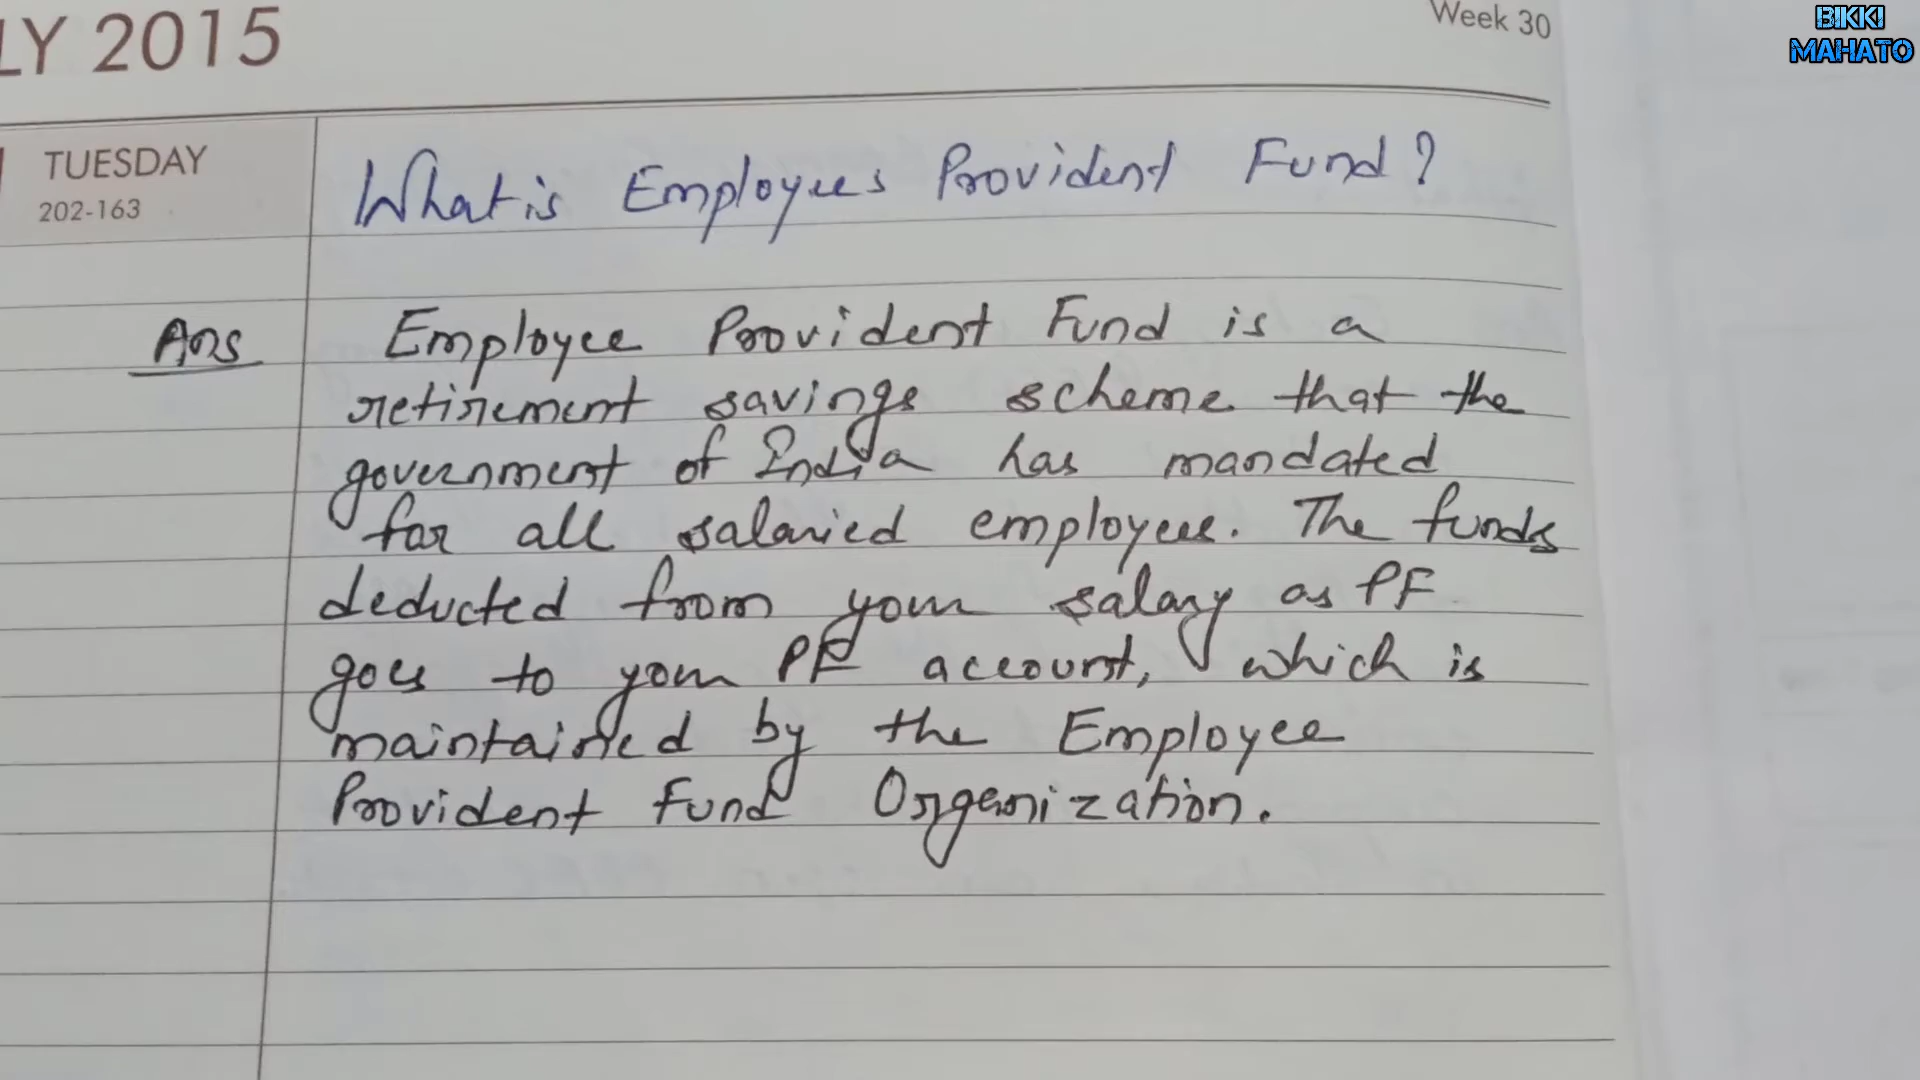 LY 2015
Week 30
BIKKI
MAHATO
TUESDAY
202-163
What is Employees Provident Fund?
Ans Employee Provident Fund is a
retirement savings scheme that the
government of India has mandated
for all salaried employees. The funds
deducted from your salary as PF
goes to your PF account, which is
maintained by the Employee
Provident Fund Organization.